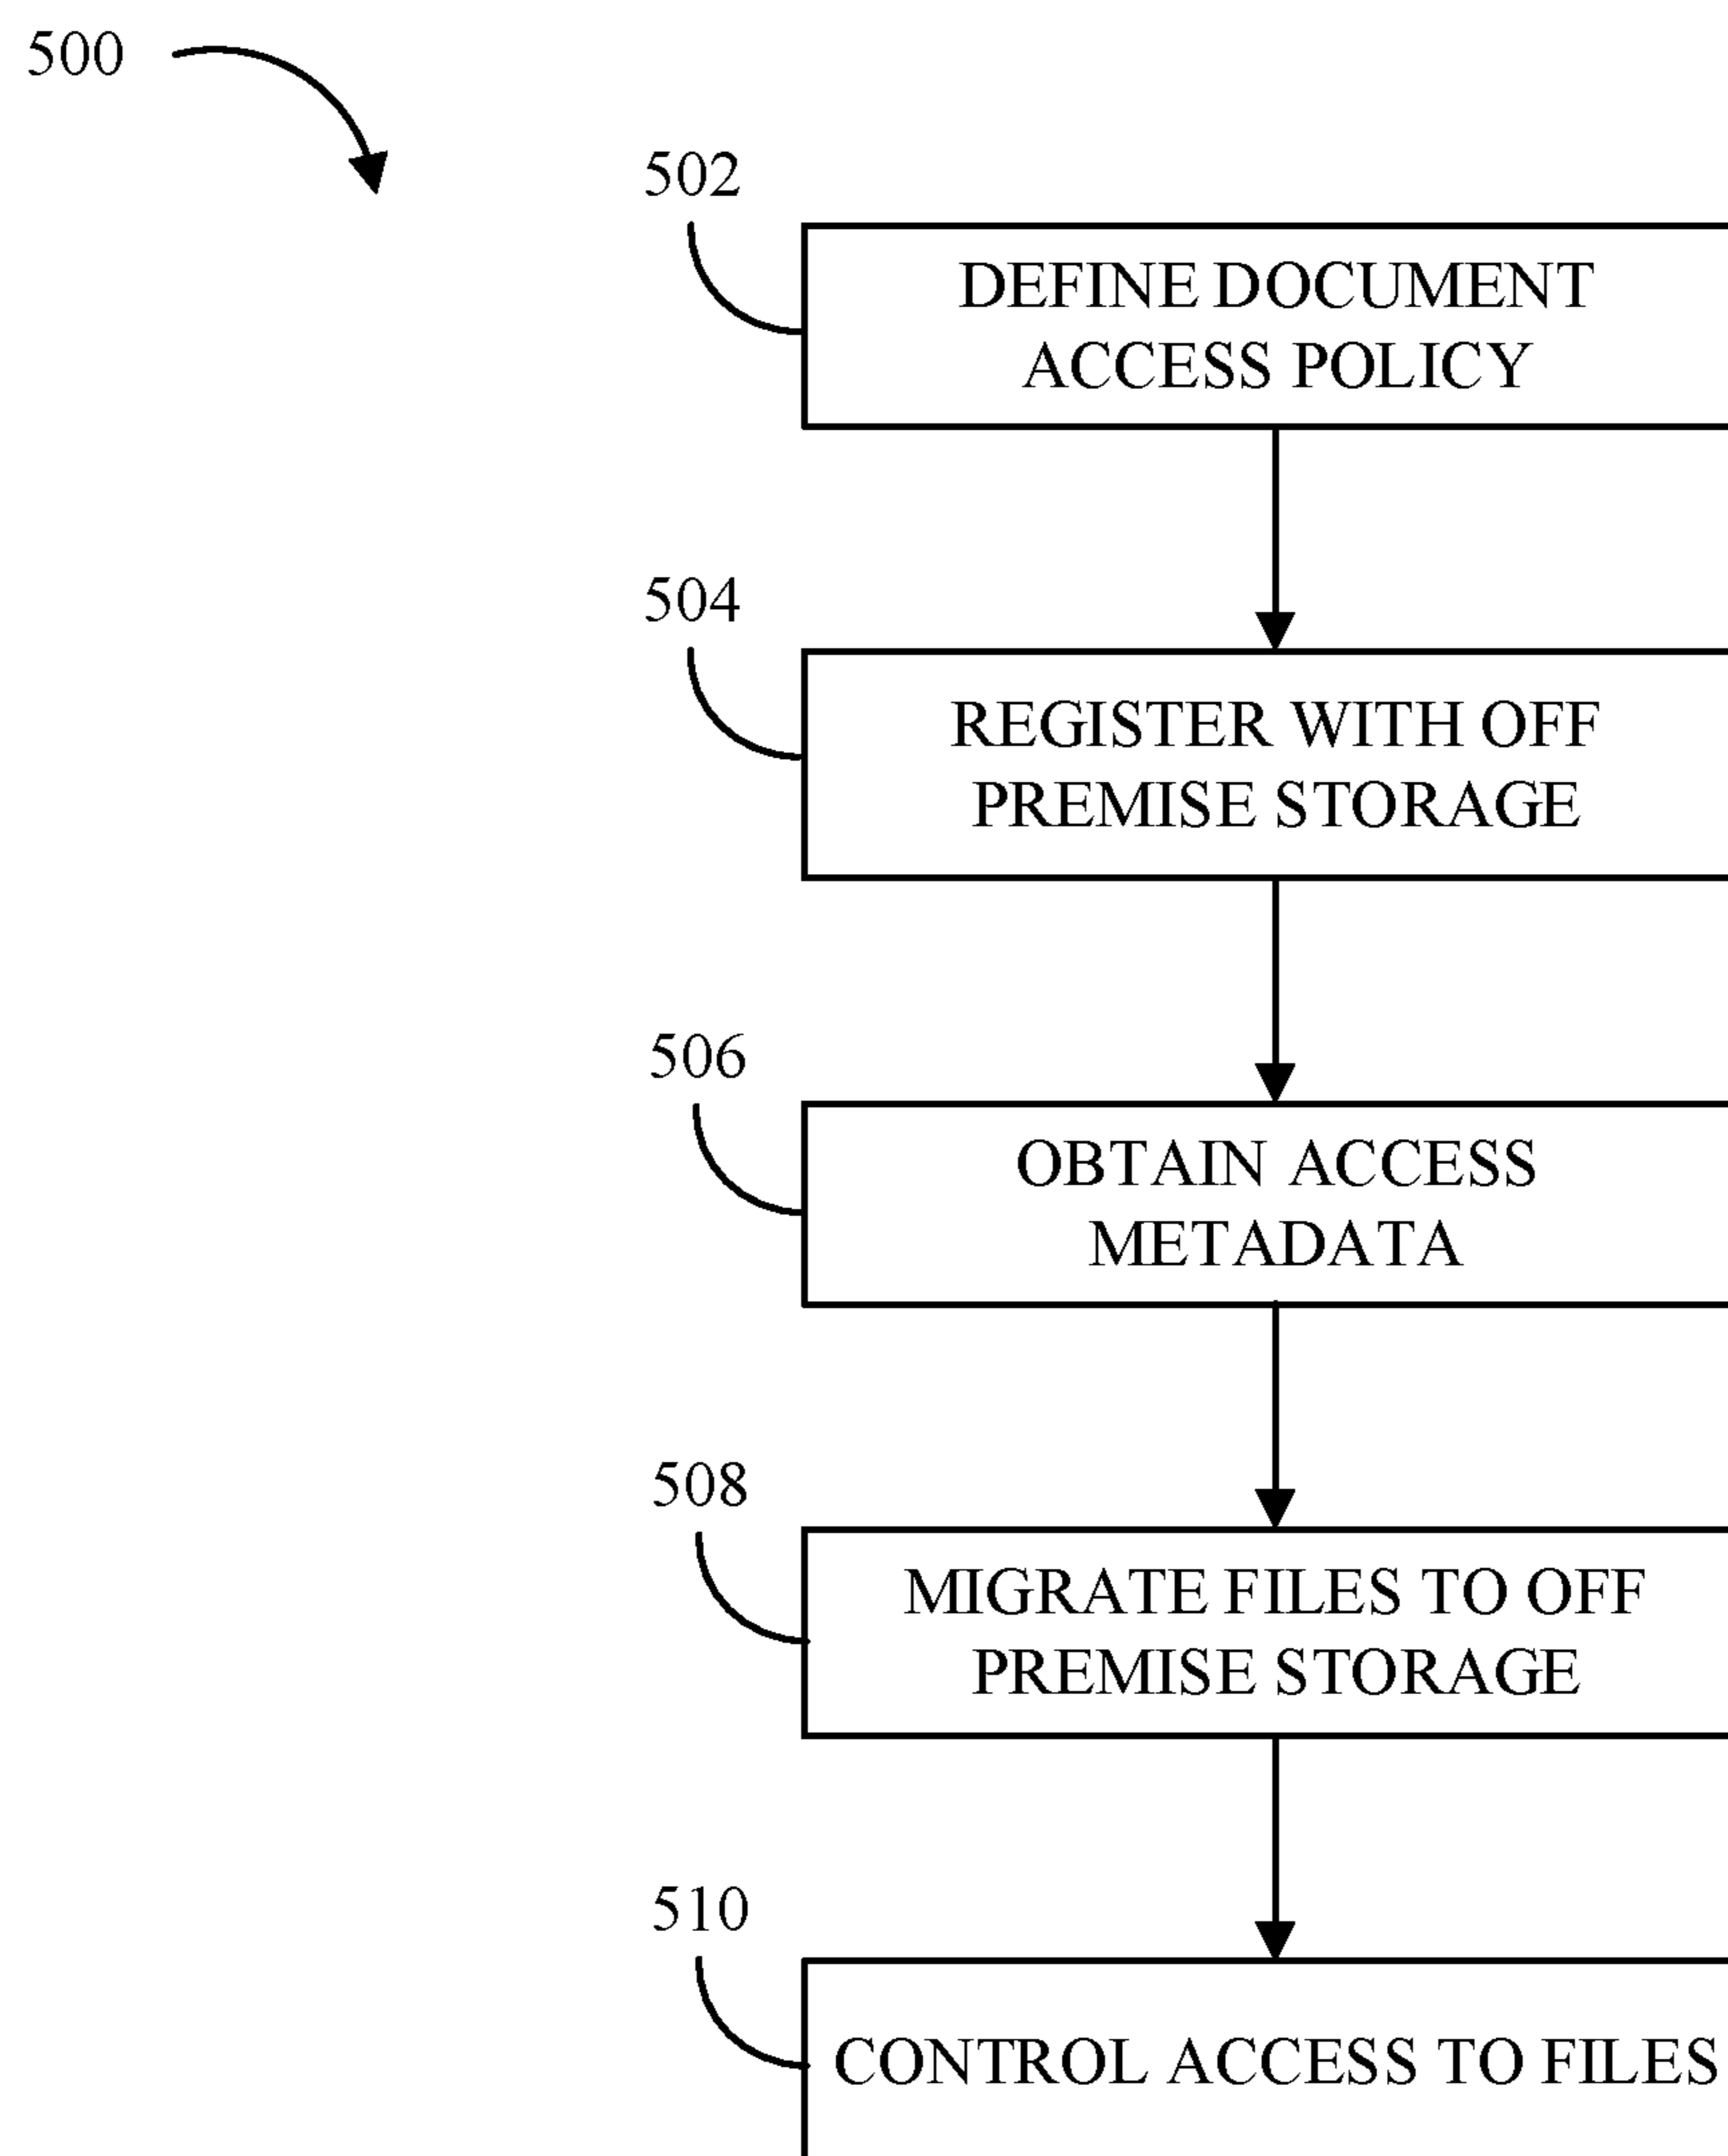 500
502
DEFINE DOCUMENT
ACCESS POLICY
504
REGISTER WITH OFF
PREMISE STORAGE
506
OBTAIN ACCESS
METADATA
508
MIGRATE FILES TO OFF
PREMISE STORAGE
510
CONTROL ACCESS TO FILES